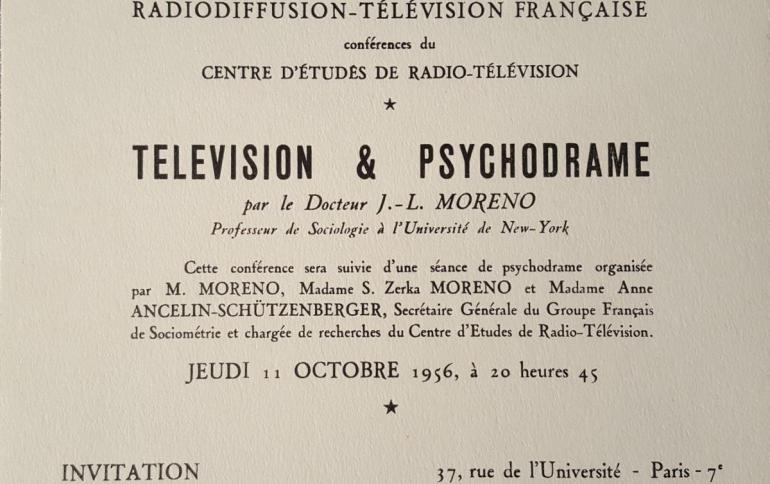 RADIODIFFUSION-TÉLÉVISION FRANÇAISE
conférences du
CENTRE D'ÉTUDES DE RADIO-TÉLÉVISION
TELEVISION & PSYCHODRAME
par le Docteur J.-L. MORENO
Professeur de Sociologie à l'Université de New-York
Cette conférence sera suivie d'une séance de psychodrame organisée
par M. MORENO, Madame S. Zerka MORENO et Madame Anne
ANCELIN-SCHÜTZENBERGER, Secrétaire Générale du Groupe Français
de Sociométrie et chargée de recherches du Centre d'Etudes de Radio-Télévision.
JEUDI 11 OCTOBRE 1956, à 20 heures 45
INVITATION
37, rue de l'Université - Paris - 7e